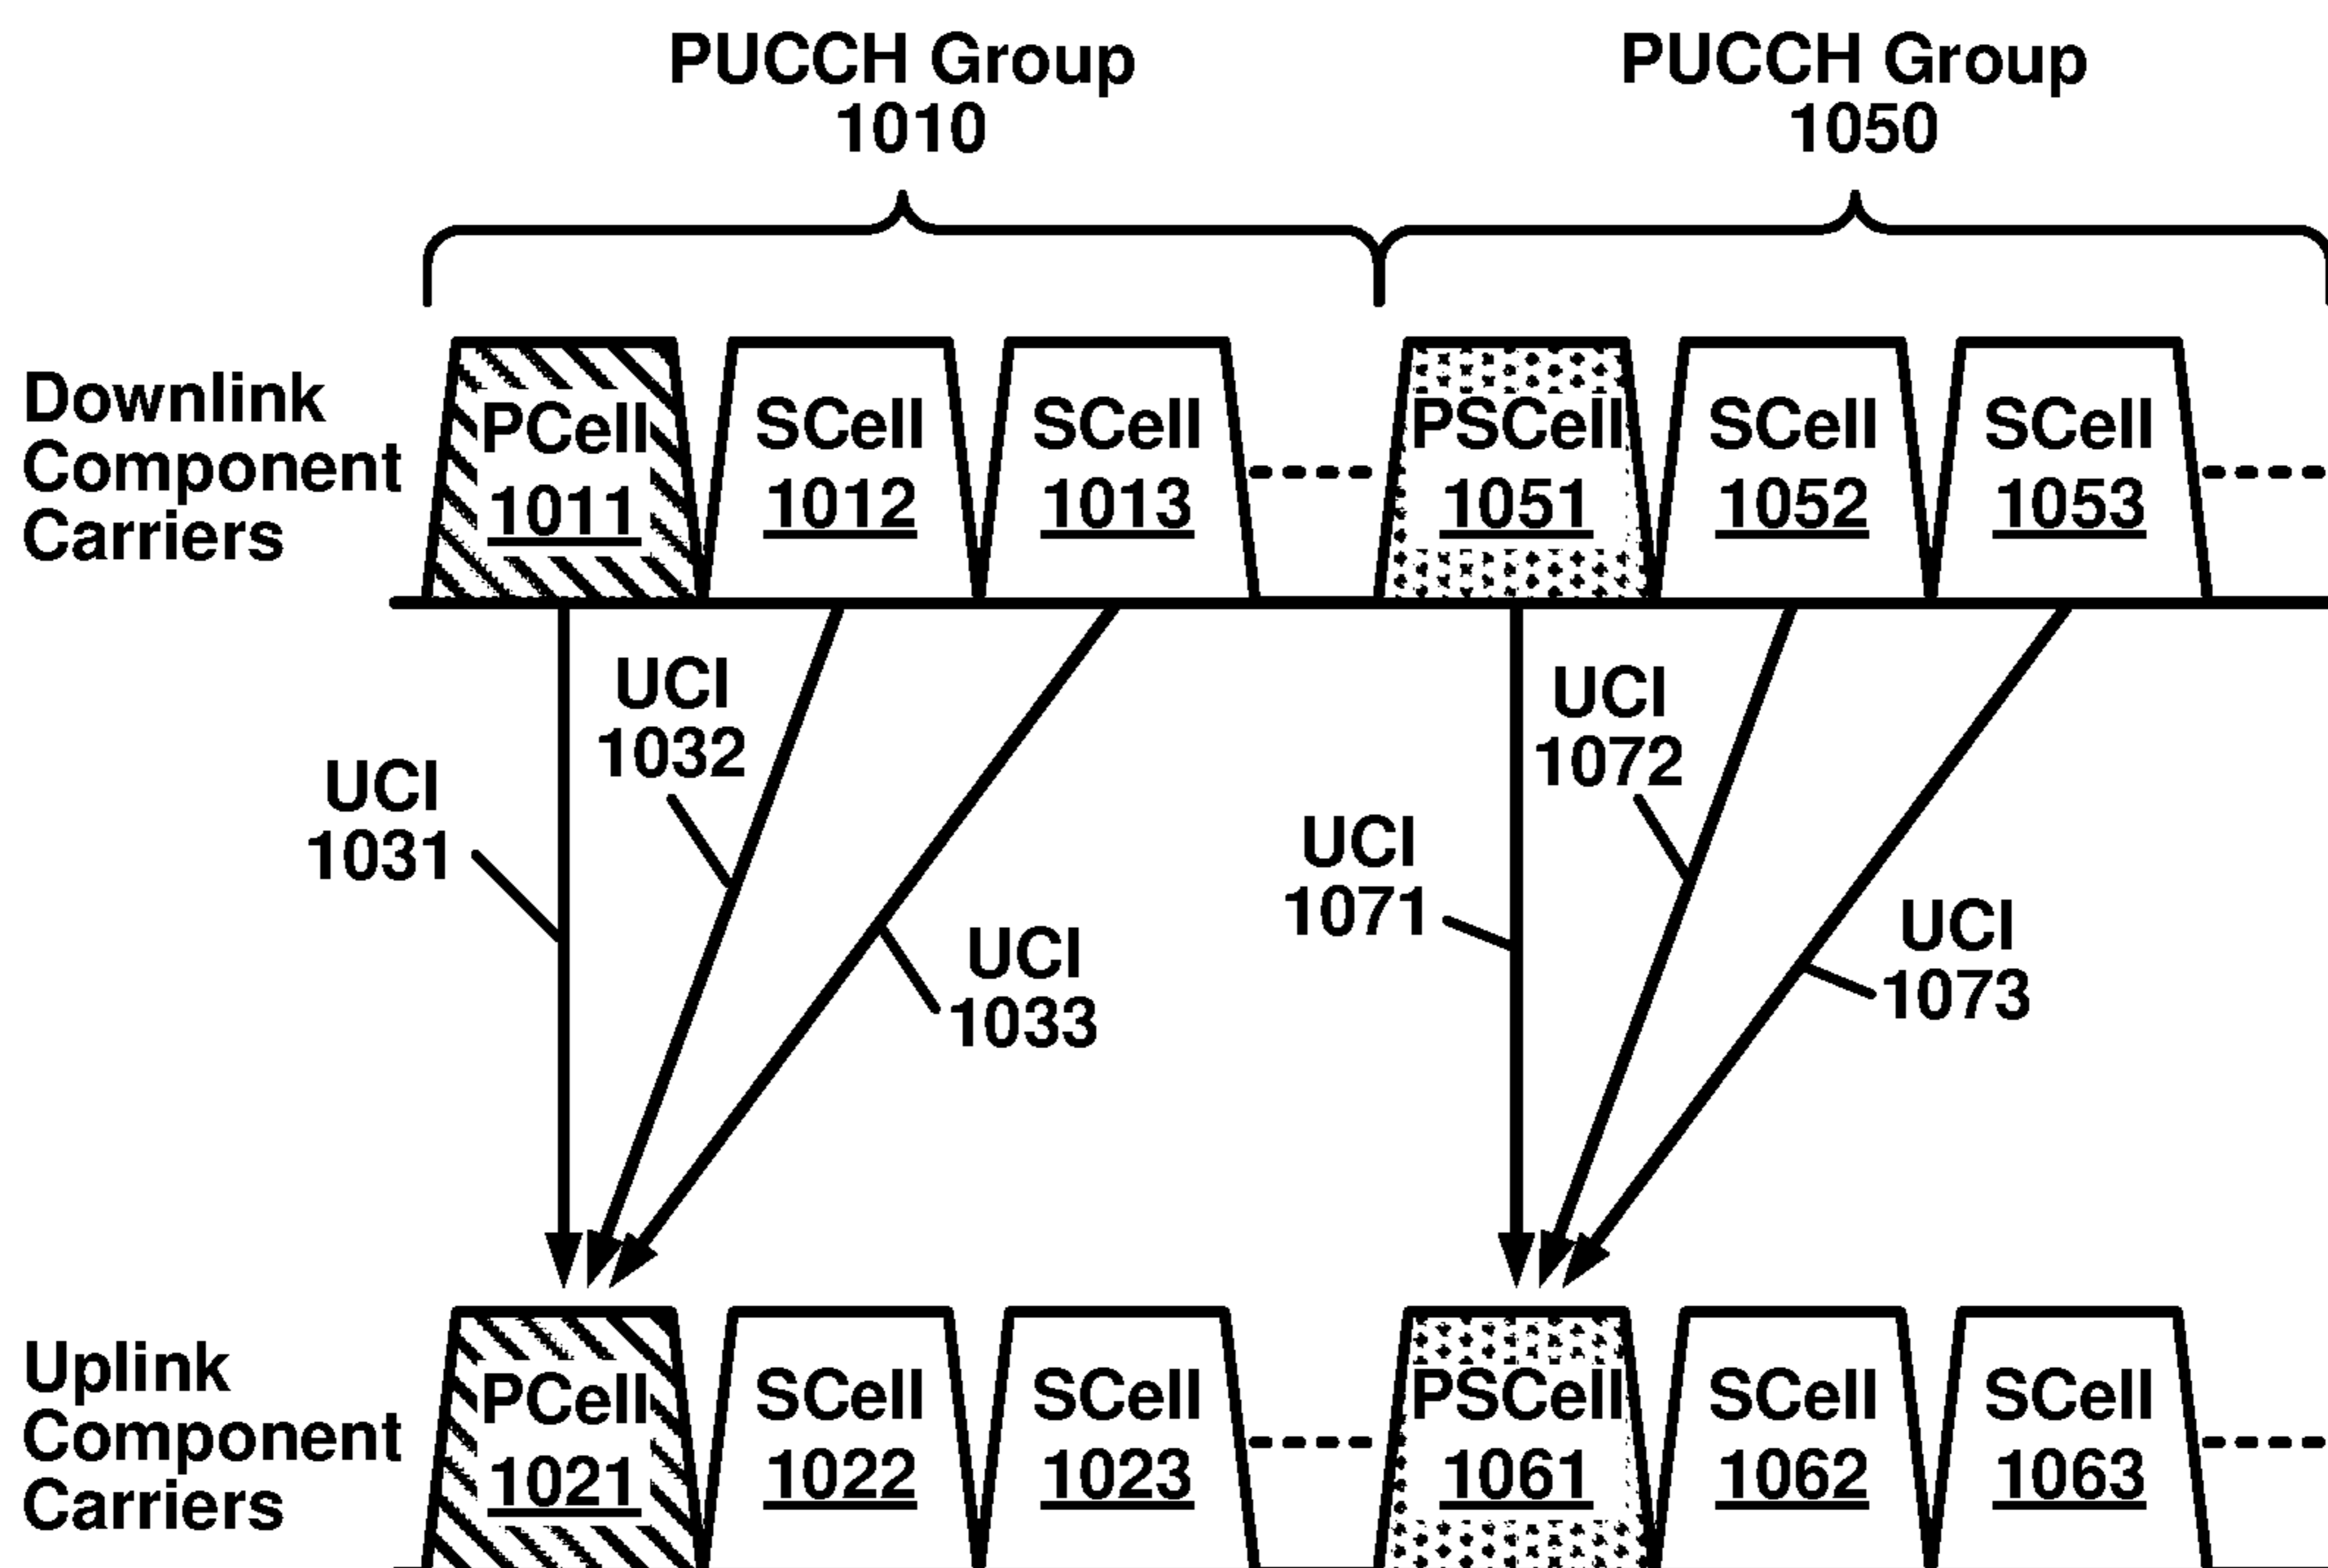 PUCCH Group
1010
PUCCH Group
1050
Downlink
Component
Carriers
PCell
1011
SCell
1012
SCell
1013
PSCell
1051
SCell
1052
SCell
1053
UCI
1031
UCI
1032
UCI
1033
UCI
1071
UCI
1072
UCI
1073
Uplink
Component
Carriers
PCell
1021
SCell
1022
SCell
1023
PSCell
1061
SCell
1062
SCell
1063